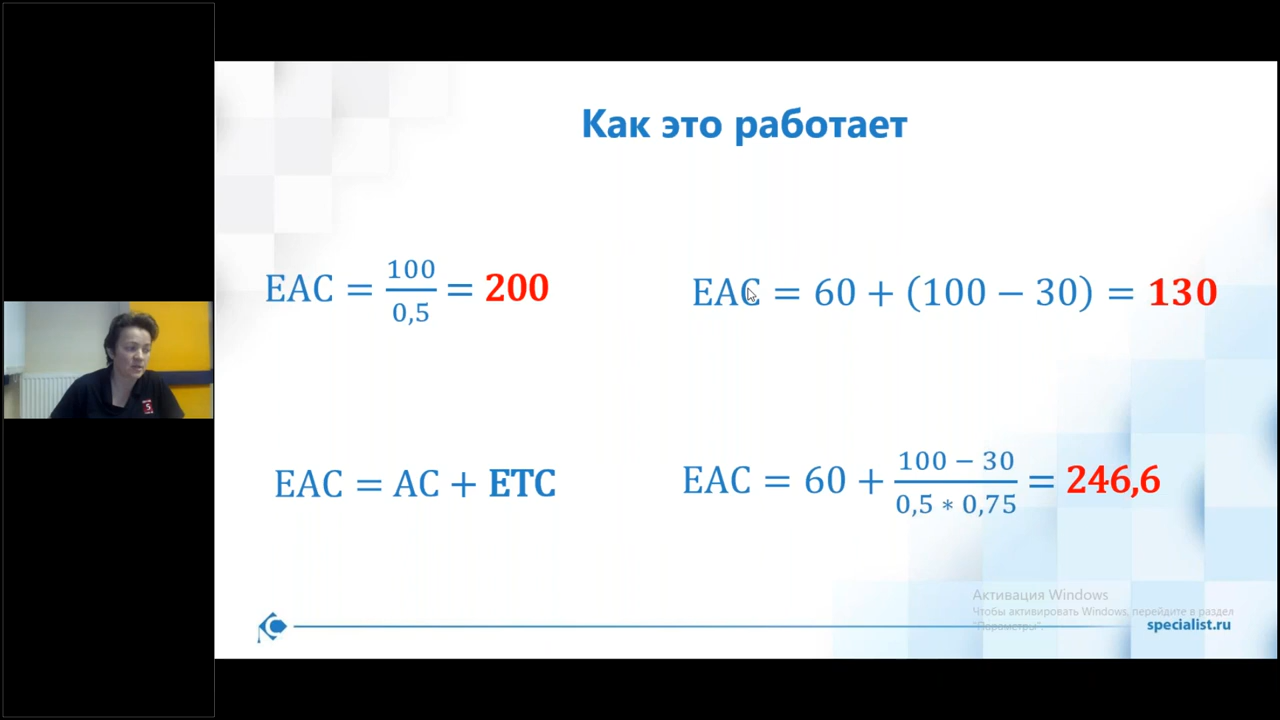 Как это работает
EAC = 100/0,5 = 200
EAC = 60 + (100 − 30) = 130
EAC = AC + ETC
EAC = 60 + (100 − 30)/(0,5 ∗ 0,75) = 246,6
Активация Windows
Чтобы активировать Windows, перейдите в раздел
"Параметры".
specialist.ru